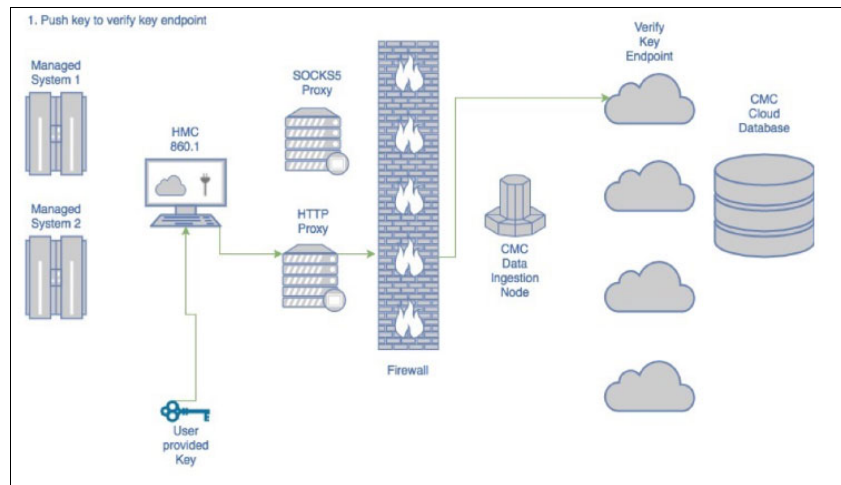 1. Push key to verify key endpoint
Managed
System 1
HMC
860.1
SOCKS5
Proxy
Verify
Key
Endpoint
CMC
Cloud
Database
Managed
System 2
HTTP
Proxy
CMC
Data
Ingestion
Node
Firewall
User
provided
Key